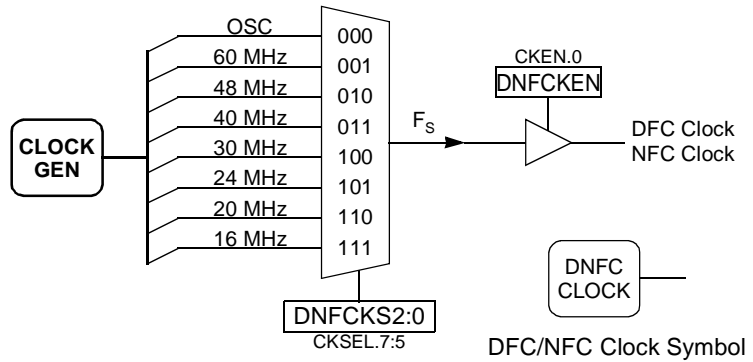 CLOCK
GEN
OSC
60 MHz
48 MHz
40 MHz
30 MHz
24 MHz
20 MHz
16 MHz
000
001
010
011
100
101
110
111
DNFCKS2:0
CKSEL.7:5
FS
CKEN.0
DNFCKEN
DFC Clock
NFC Clock
DNFC
CLOCK
DFC/NFC Clock Symbol